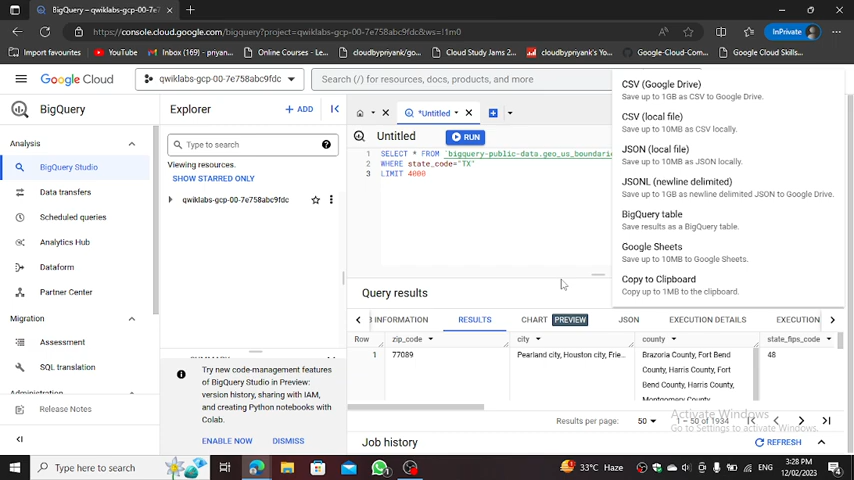 BigQuery – qwiklabs-gcp-00-7e7
https://console.cloud.google.com/bigquery?project=qwiklabs-gcp-00-7e758abc9fdc&ws=!1m0
InPrivate
Import favourites
YouTube
Inbox (169) - priyan...
Online Courses - Le...
cloudbypriyank/go...
Cloud Study Jams 2...
cloudbypriyank's Yo...
Google-Cloud-Com...
Google Cloud Skills...
Google Cloud
qwiklabs-gcp-00-7e758abc9fdc
Search (/) for resources, docs, products, and more
BigQuery
Analysis
BigQuery Studio
Data transfers
Scheduled queries
Analytics Hub
Dataform
Partner Center
Migration
Assessment
SQL translation
Administration
Release Notes
Explorer
+ ADD
Type to search
Viewing resources.
SHOW STARRED ONLY
qwiklabs-gcp-00-7e758abc9fdc
SUMMARY
Try new code-management features
of BigQuery Studio in Preview:
version history, sharing with IAM,
and creating Python notebooks with
Colab.
ENABLE NOW
DISMISS
*Untitled
Untitled
RUN
1 SELECT * FROM `bigquery-public-data.geo_us_boundarie
2 WHERE state_code="TX"
3 LIMIT 4000
CSV (Google Drive)
Save up to 1GB as CSV to Google Drive.
CSV (local file)
Save up to 10MB as CSV locally.
JSON (local file)
Save up to 10MB as JSON locally.
JSONL (newline delimited)
Save up to 1GB as newline delimited JSON to Google Drive.
BigQuery table
Save results as a BigQuery table.
Google Sheets
Save up to 10MB to Google Sheets.
Copy to Clipboard
Copy up to 1MB to the clipboard.
Query results
INFORMATION
RESULTS
CHART
PREVIEW
JSON
EXECUTION DETAILS
EXECUTION
Row
zip_code
city
county
state_fips_code
1
77089
Pearland city, Houston city, Frie...
Brazoria County, Fort Bend
County, Harris County, Fort
Bend County, Harris County,
Montgomery County
48
Results per page:
50
1 – 50 of 1934
Activate Windows
Go to Settings to activate Windows.
Job history
REFRESH
Type here to search
33°C Haze
ENG
3:28 PM
12/02/2023
4